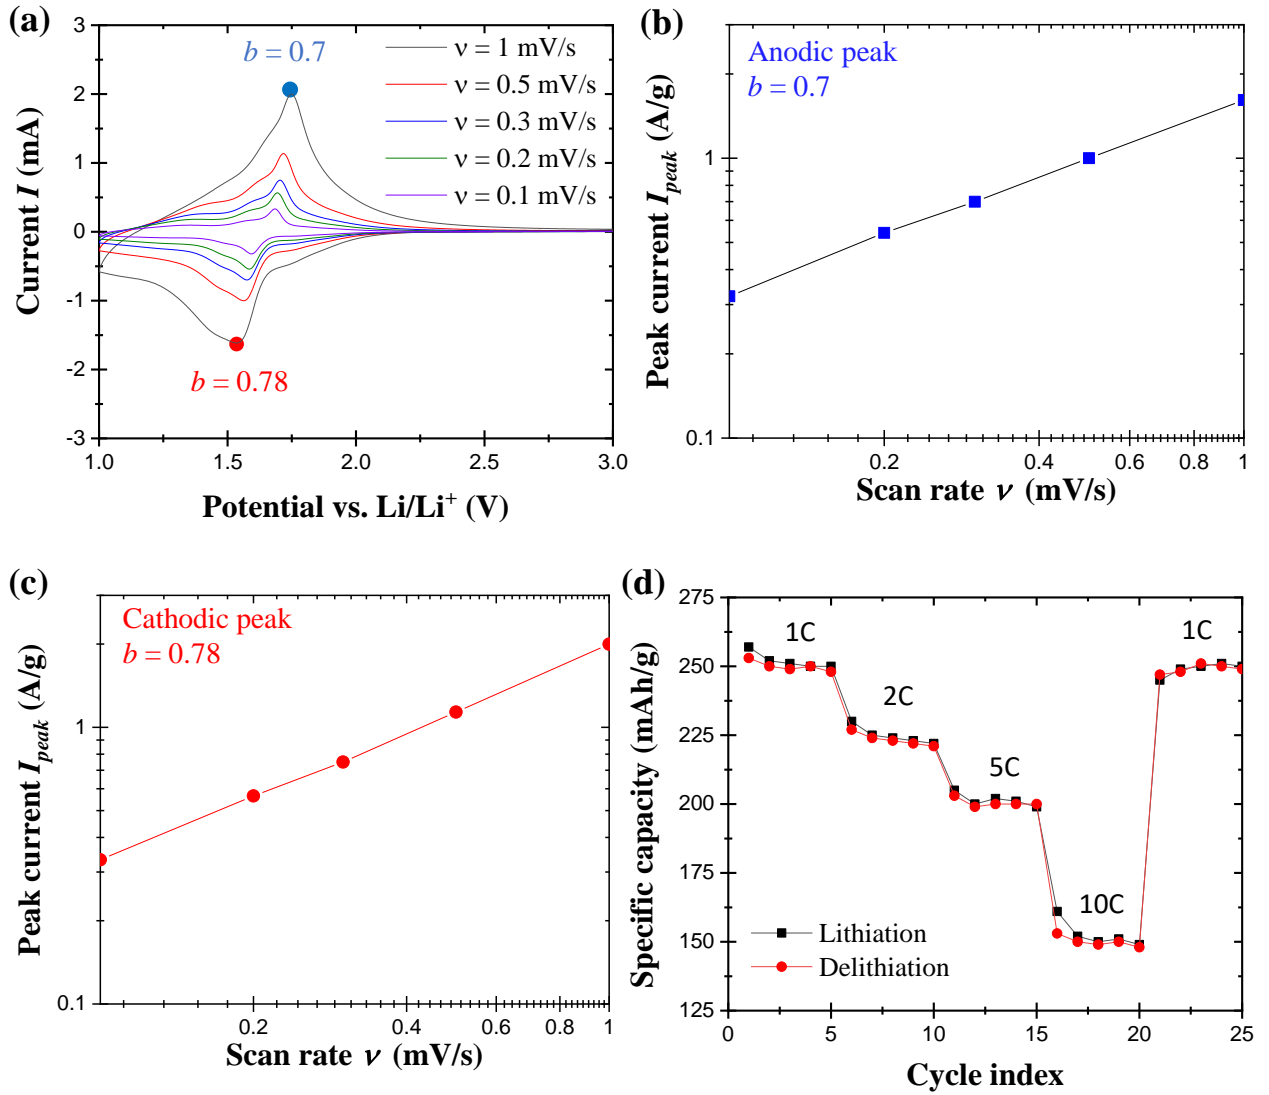 (a)
b = 0.7
ν = 1 mV/s
ν = 0.5 mV/s
ν = 0.3 mV/s
ν = 0.2 mV/s
ν = 0.1 mV/s
b = 0.78
3
2
1
0
-1
-2
-3
1.0
1.5
2.0
2.5
3.0
Current I (mA)
Potential vs. Li/Li⁺ (V)
(b)
Anodic peak
b = 0.7
1
0.1
0.2
0.4
0.6
0.8
1
Peak current I_peak (A/g)
Scan rate ν (mV/s)
(c)
Cathodic peak
b = 0.78
1
0.1
0.2
0.4
0.6
0.8
1
Peak current I_peak (A/g)
Scan rate ν (mV/s)
(d)
1C
2C
5C
10C
1C
Lithiation
Delithiation
275
250
225
200
175
150
125
0
5
10
15
20
25
Specific capacity (mAh/g)
Cycle index